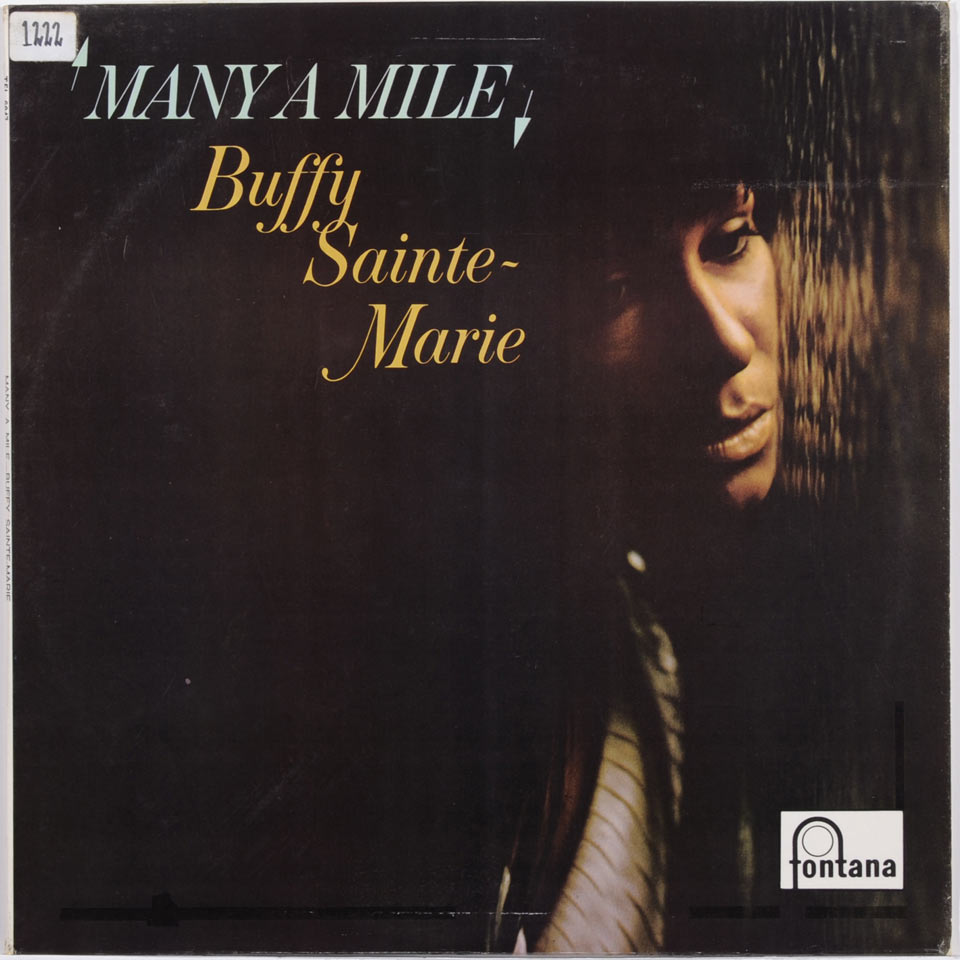 1222
MANY A MILE
Buffy
Sainte-
Marie
MANY A MILE - BUFFY SAINTE-MARIE
fontana